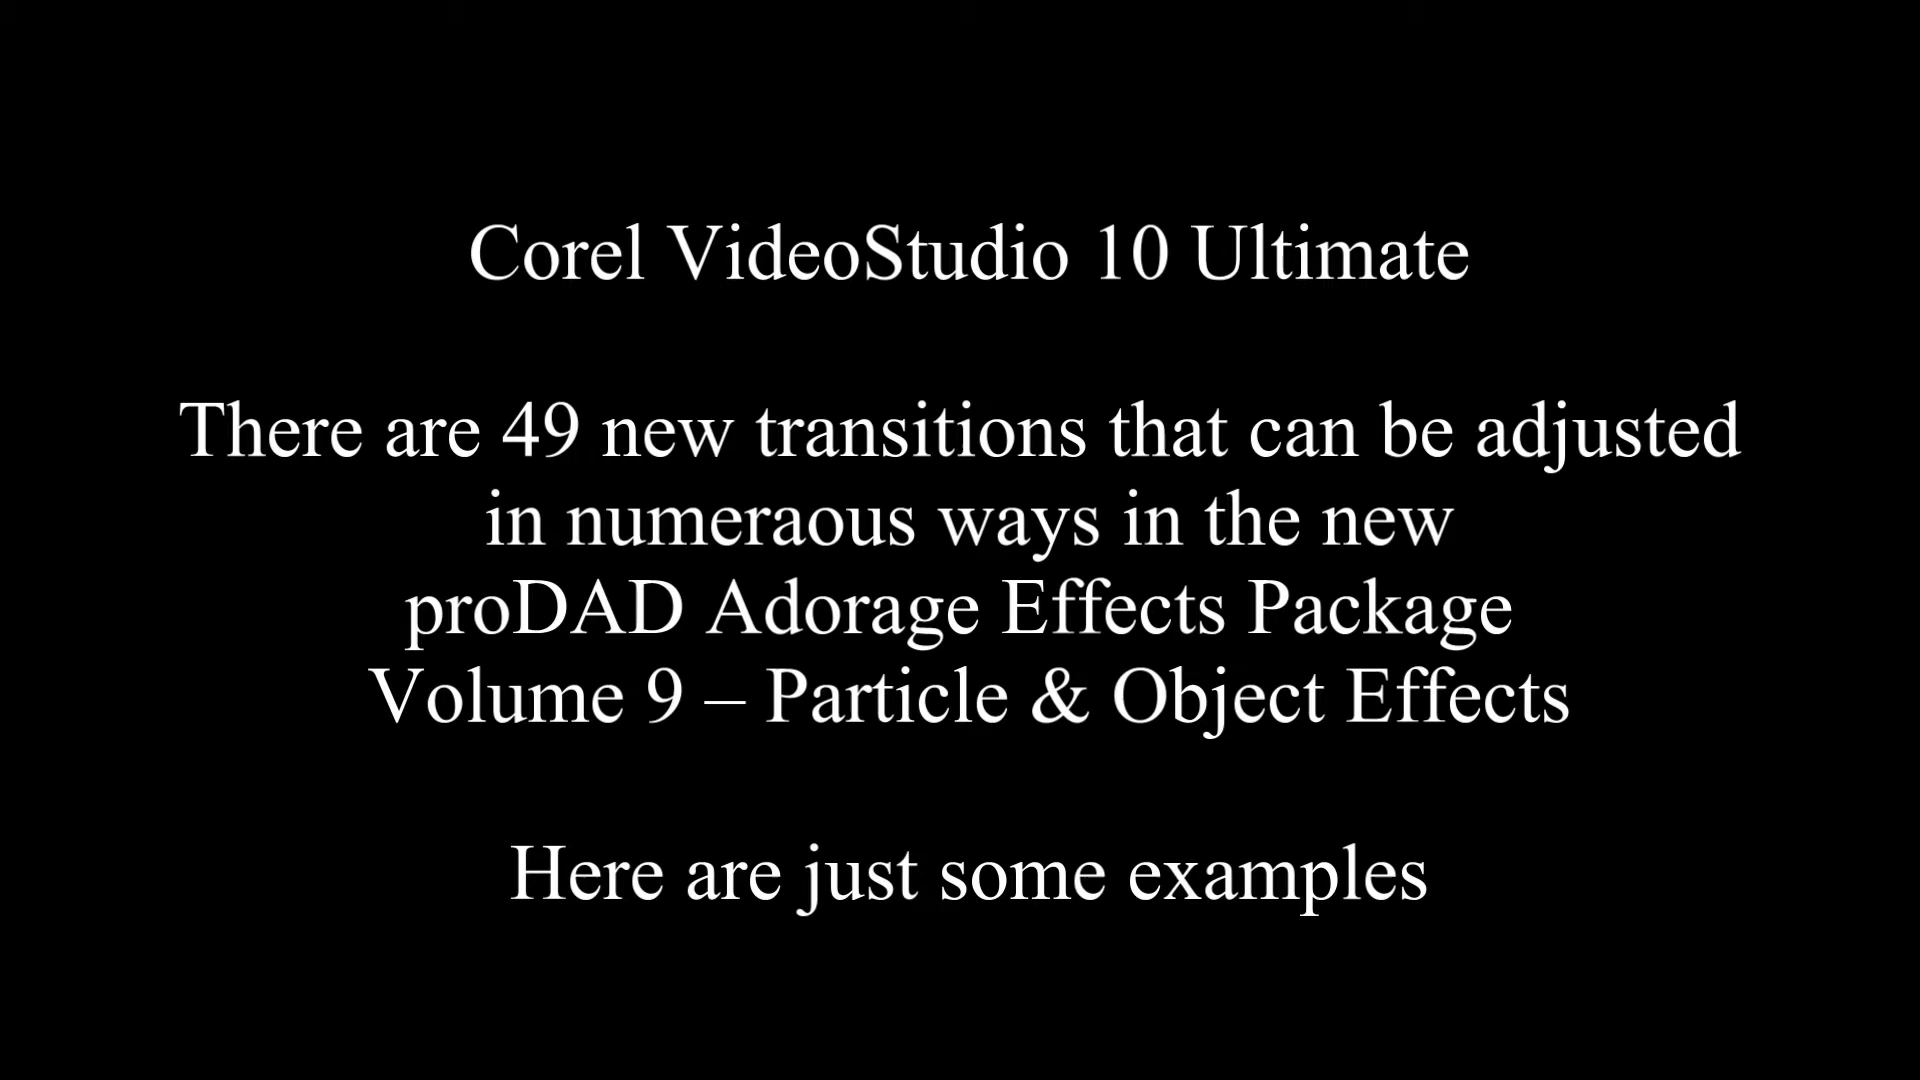 Corel VideoStudio 10 Ultimate
There are 49 new transitions that can be adjusted
in numeraous ways in the new
proDAD Adorage Effects Package
Volume 9 – Particle & Object Effects
Here are just some examples